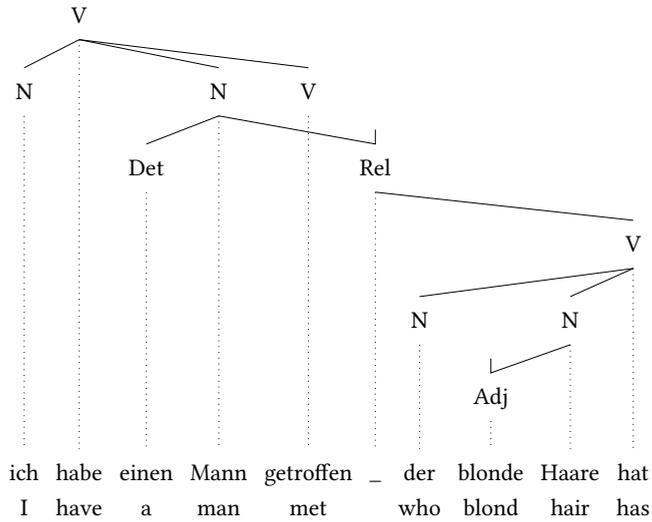 V
N N V
Det Rel
V
N N
Adj
ich habe einen Mann getroffen _ der blonde Haare hat
I have a man met who blond hair has